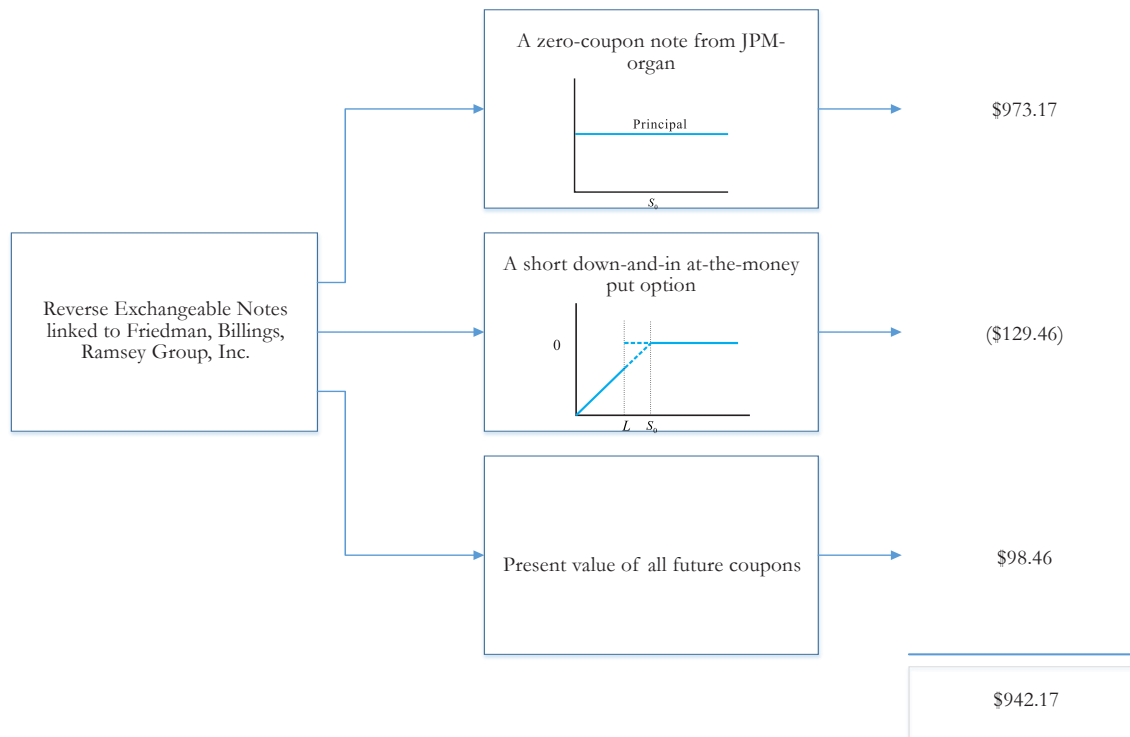 A zero-coupon note from JPM-
organ
Principal
S₀
$973.17
Reverse Exchangeable Notes
linked to Friedman, Billings,
Ramsey Group, Inc.
A short down-and-in at-the-money
put option
0
L S₀
($129.46)
Present value of all future coupons
$98.46
$942.17